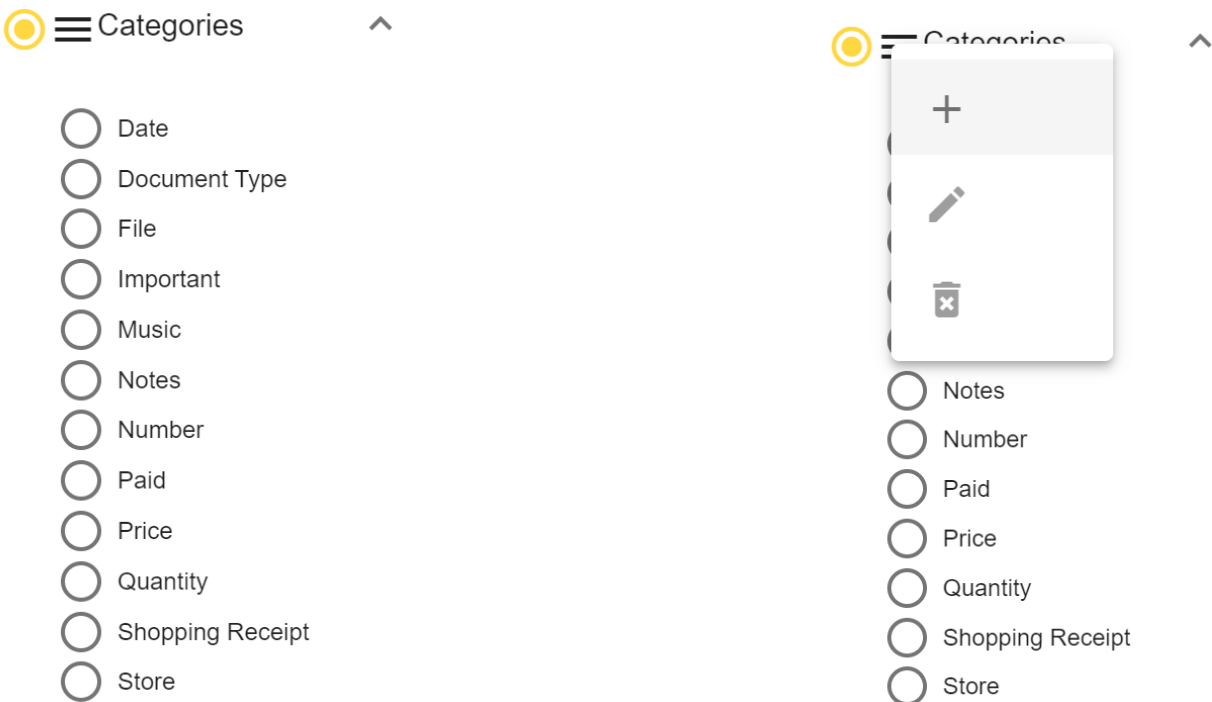 Categories
Date
Document Type
File
Important
Music
Notes
Number
Paid
Price
Quantity
Shopping Receipt
Store
Categories
Notes
Number
Paid
Price
Quantity
Shopping Receipt
Store